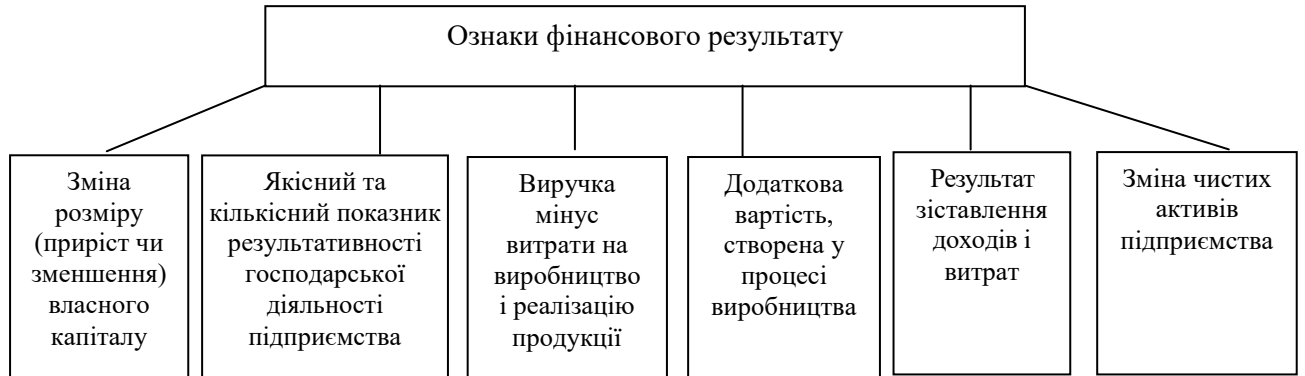 Ознаки фінансового результату
Зміна
розміру
(приріст чи
зменшення)
власного
капіталу
Якісний та
кількісний показник
результативності
господарської
діяльності
підприємства
Виручка
мінус
витрати на
виробництво
і реалізацію
продукції
Додаткова
вартість,
створена у
процесі
виробництва
Результат
зіставлення
доходів і
витрат
Зміна чистих
активів
підприємства